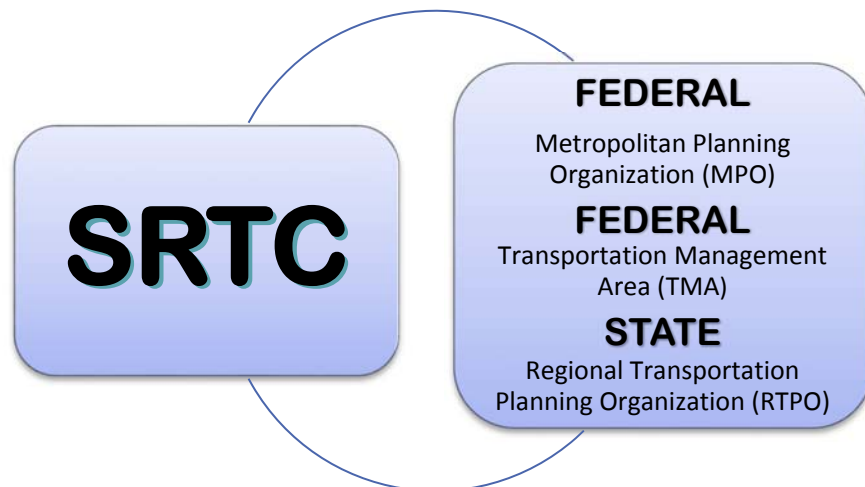 SRTC
FEDERAL
Metropolitan Planning
Organization (MPO)
FEDERAL
Transportation Management
Area (TMA)
STATE
Regional Transportation
Planning Organization (RTPO)